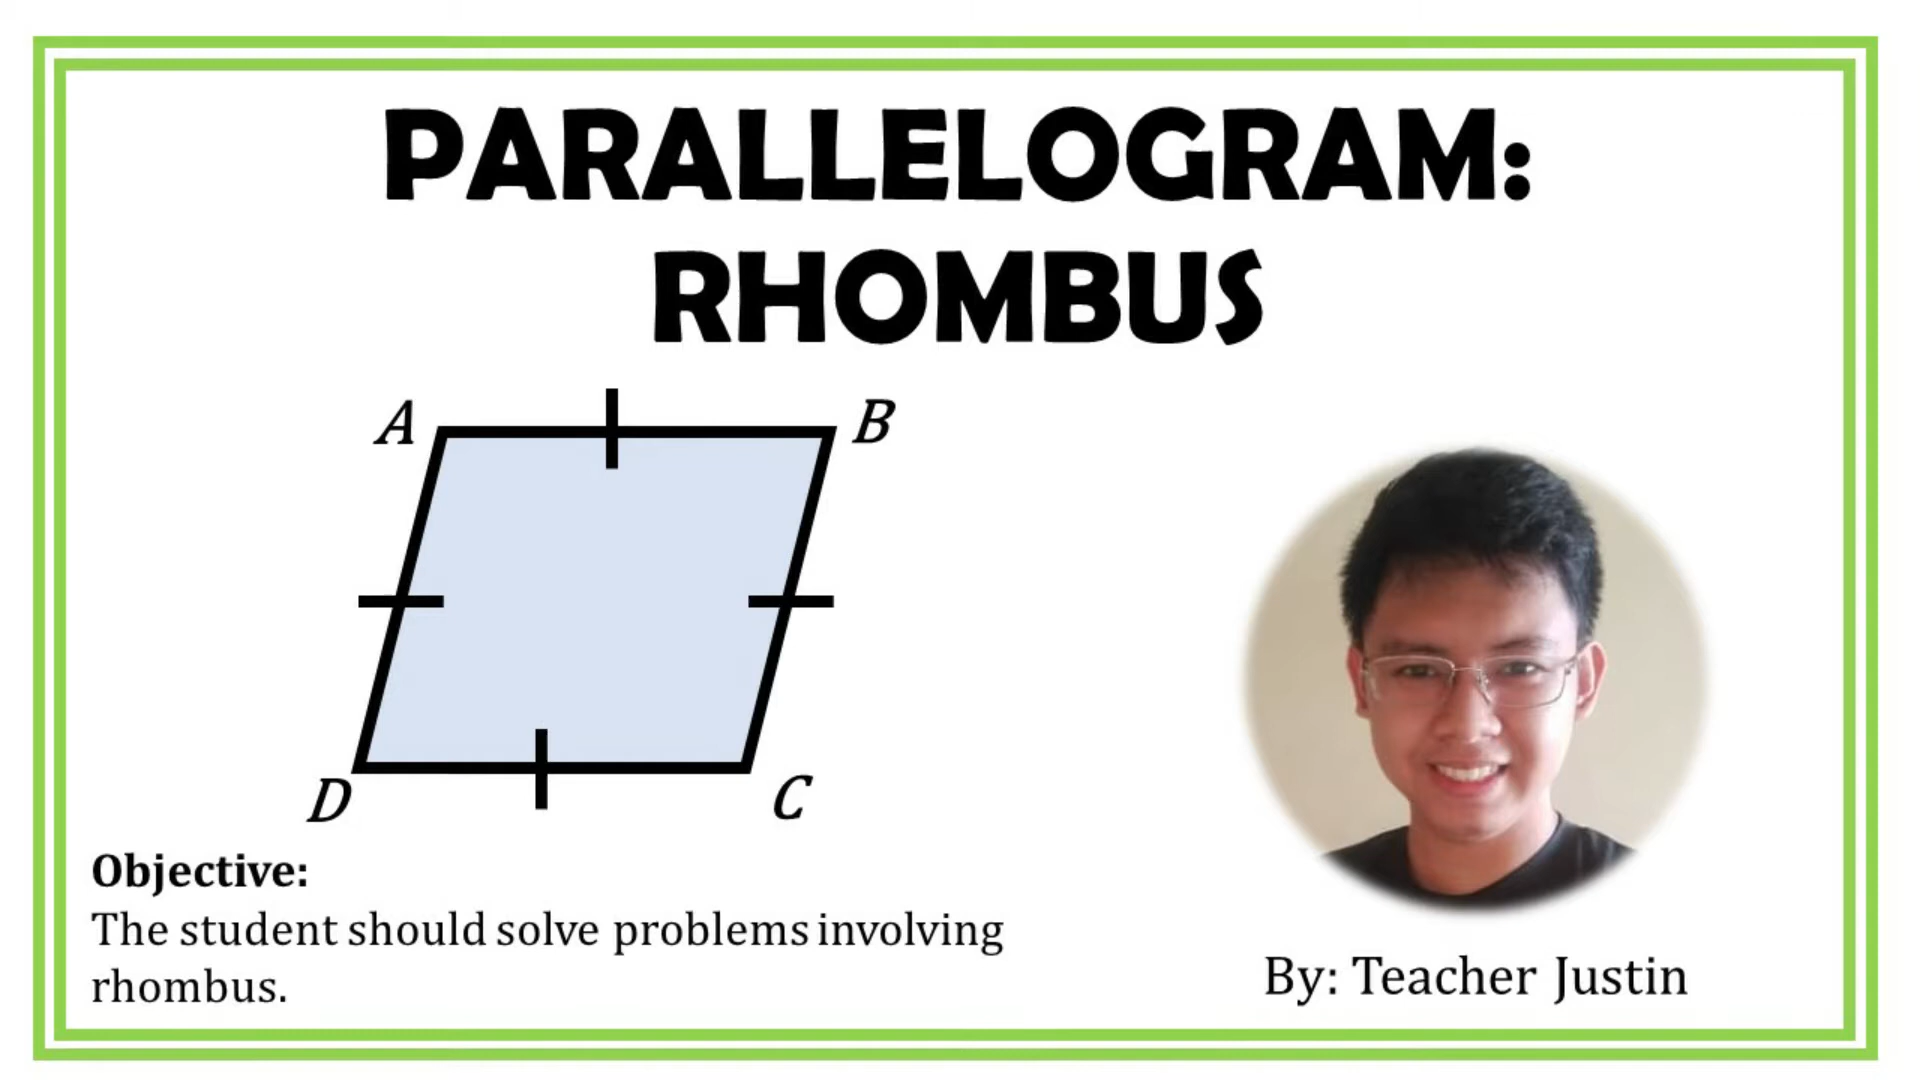 PARALLELOGRAM:
RHOMBUS
A
B
D
C
Objective:
The student should solve problems involving
rhombus.
By: Teacher Justin